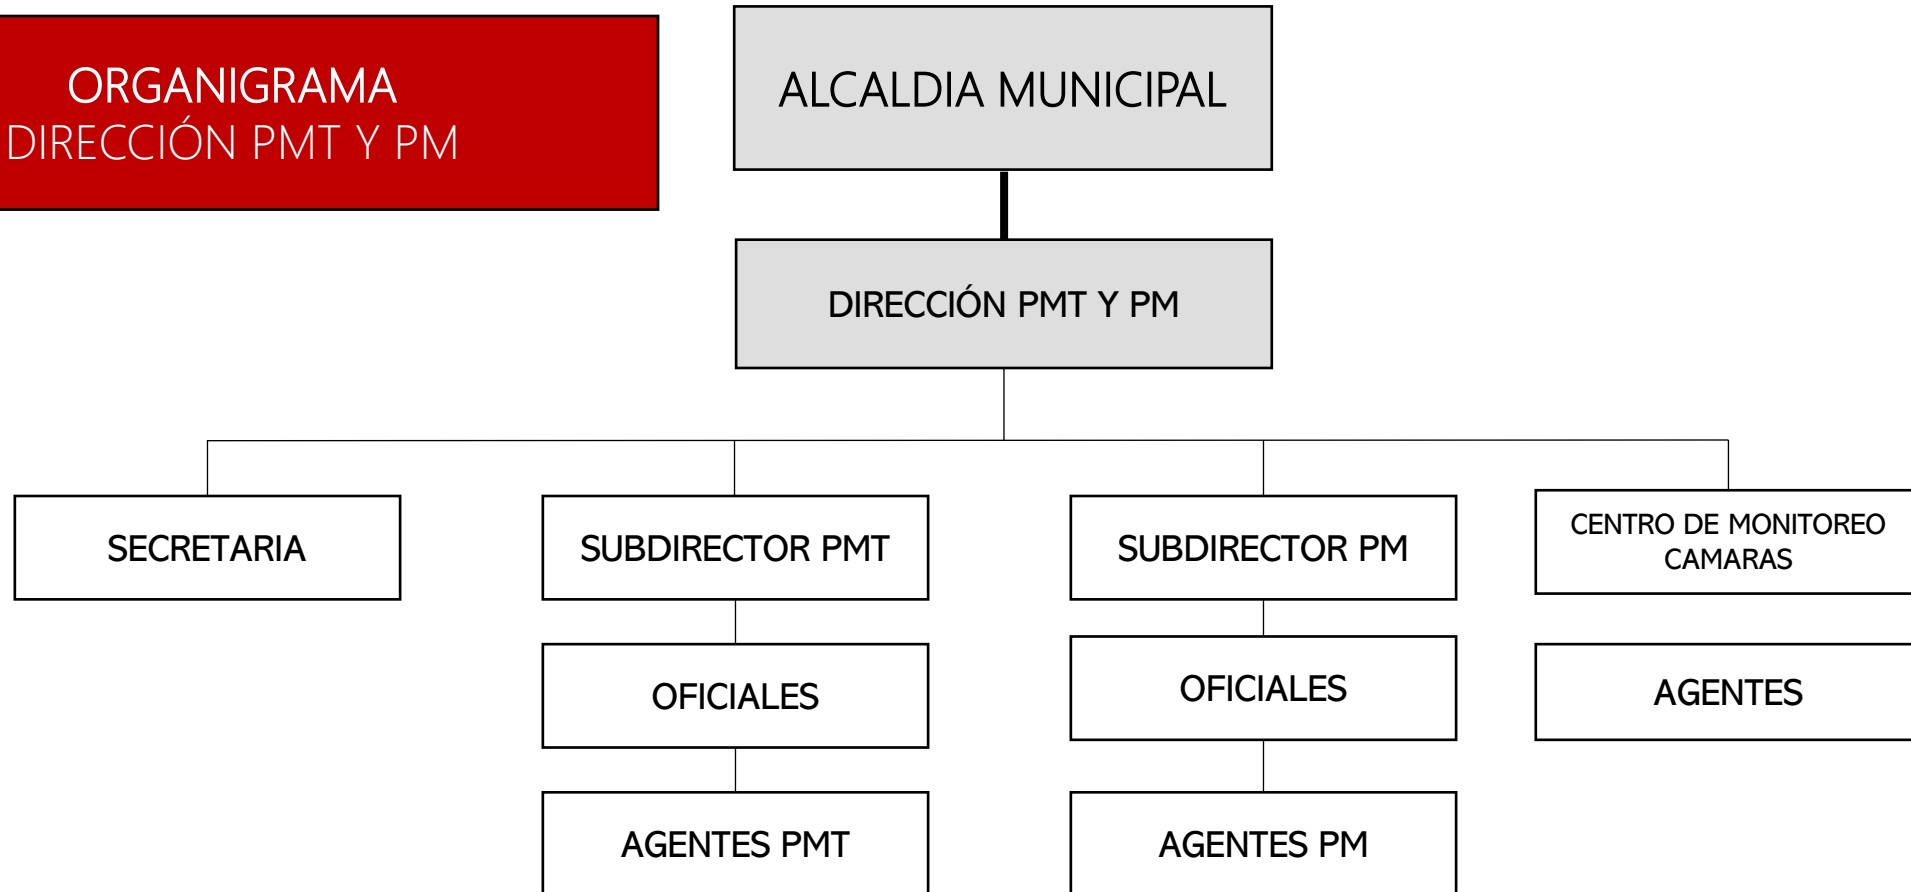 ORGANIGRAMA
DIRECCIÓN PMT Y PM
ALCALDIA MUNICIPAL
DIRECCIÓN PMT Y PM
SECRETARIA
SUBDIRECTOR PMT
SUBDIRECTOR PM
CENTRO DE MONITOREO
CAMARAS
OFICIALES
OFICIALES
AGENTES
AGENTES PMT
AGENTES PM